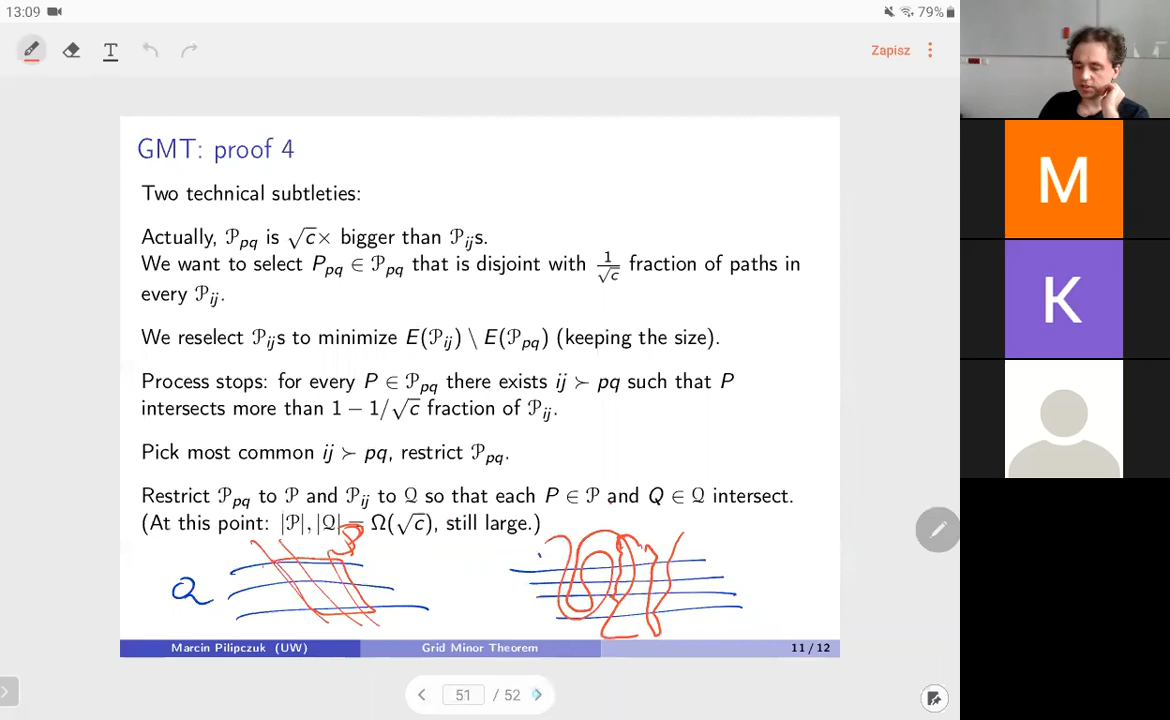 13:09
79%
T
Zapisz
GMT: proof 4
Two technical subtleties:
Actually, 𝒫pq is √c× bigger than 𝒫ijs.
We want to select Ppq ∈ 𝒫pq that is disjoint with 1/√c fraction of paths in
every 𝒫ij.
We reselect 𝒫ijs to minimize E(𝒫ij) \ E(𝒫pq) (keeping the size).
Process stops: for every P ∈ 𝒫pq there exists ij ≻ pq such that P
intersects more than 1 − 1/√c fraction of 𝒫ij.
Pick most common ij ≻ pq, restrict 𝒫pq.
Restrict 𝒫pq to 𝒫 and 𝒫ij to 𝒬 so that each P ∈ 𝒫 and Q ∈ 𝒬 intersect.
(At this point: |𝒫|, |𝒬| = Ω(√c), still large.)
P
Q
Marcin Pilipczuk (UW)
Grid Minor Theorem
11 / 12
51 / 52
M
K